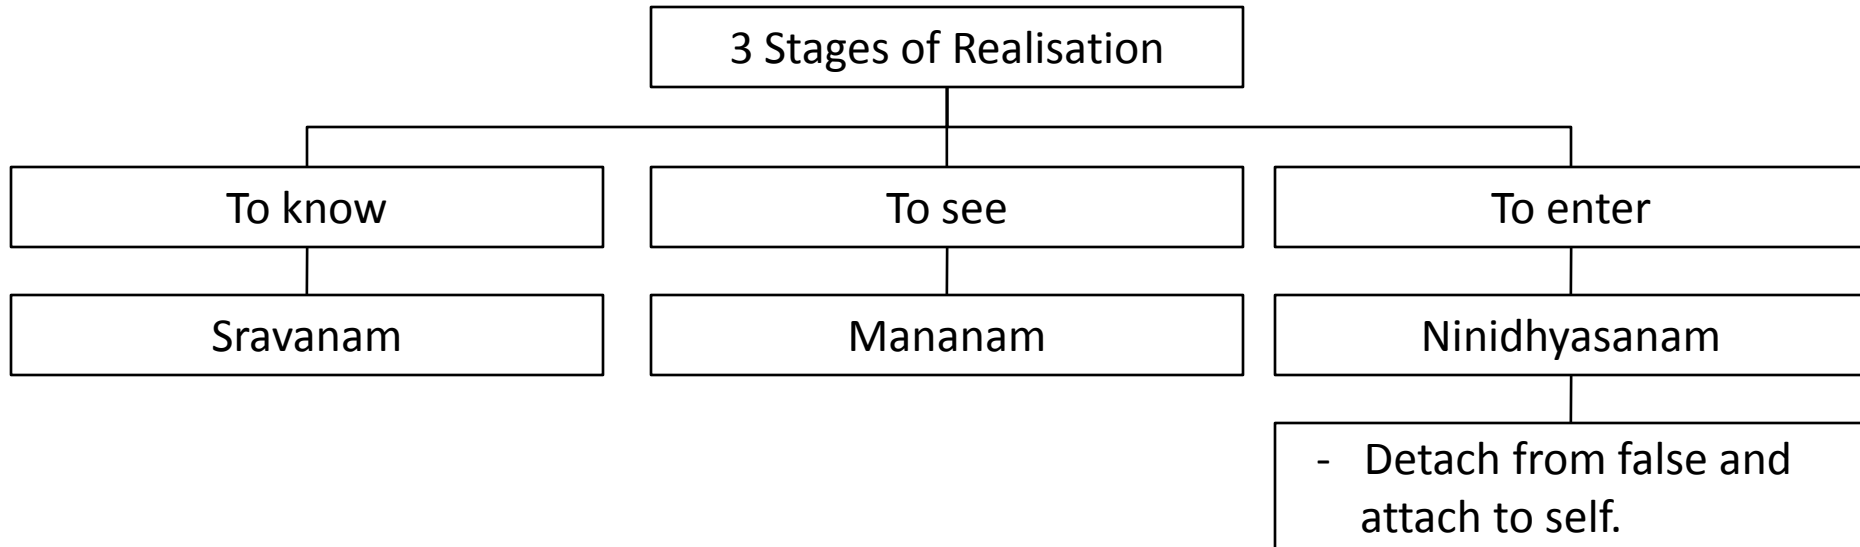 3 Stages of Realisation
To know
To see
To enter
Sravanam
Mananam
Ninidhyasanam
- Detach from false and
attach to self.